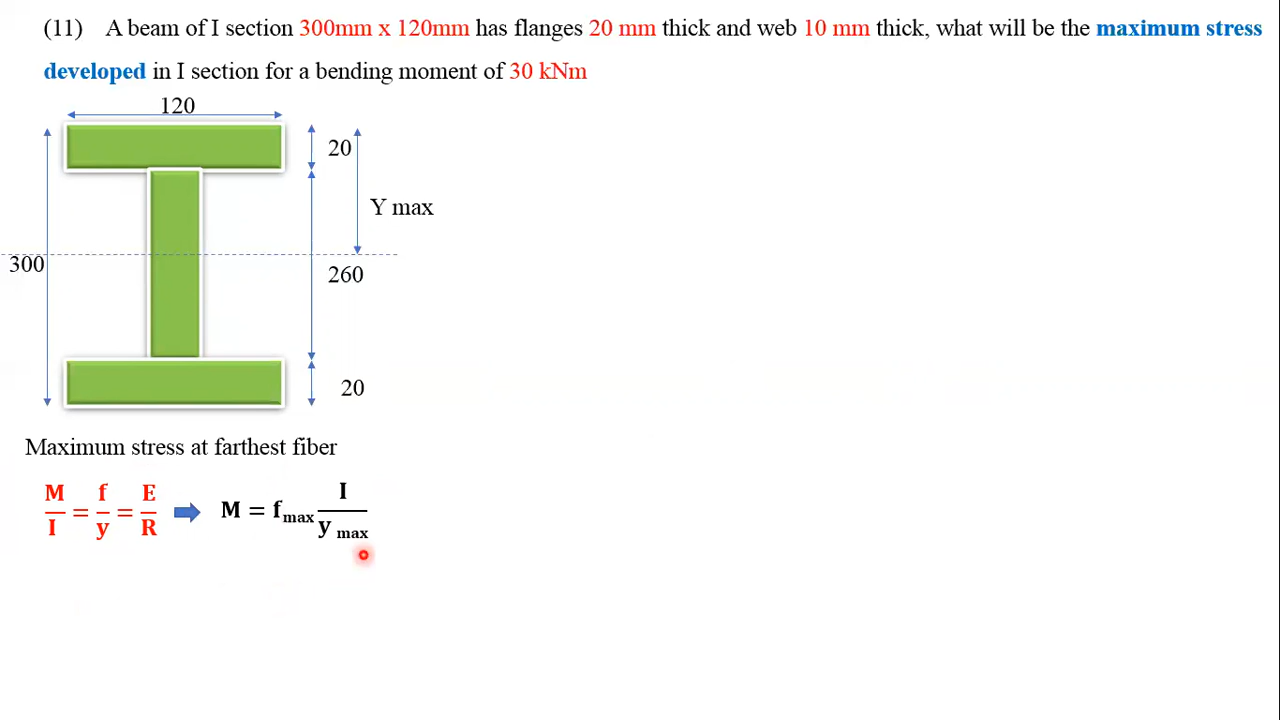 (11) A beam of I section 300mm x 120mm has flanges 20 mm thick and web 10 mm thick, what will be the maximum stress
developed in I section for a bending moment of 30 kNm
120
20
Y max
300
260
20
Maximum stress at farthest fiber
M/I = f/y = E/R ➡ M = f max I/y max